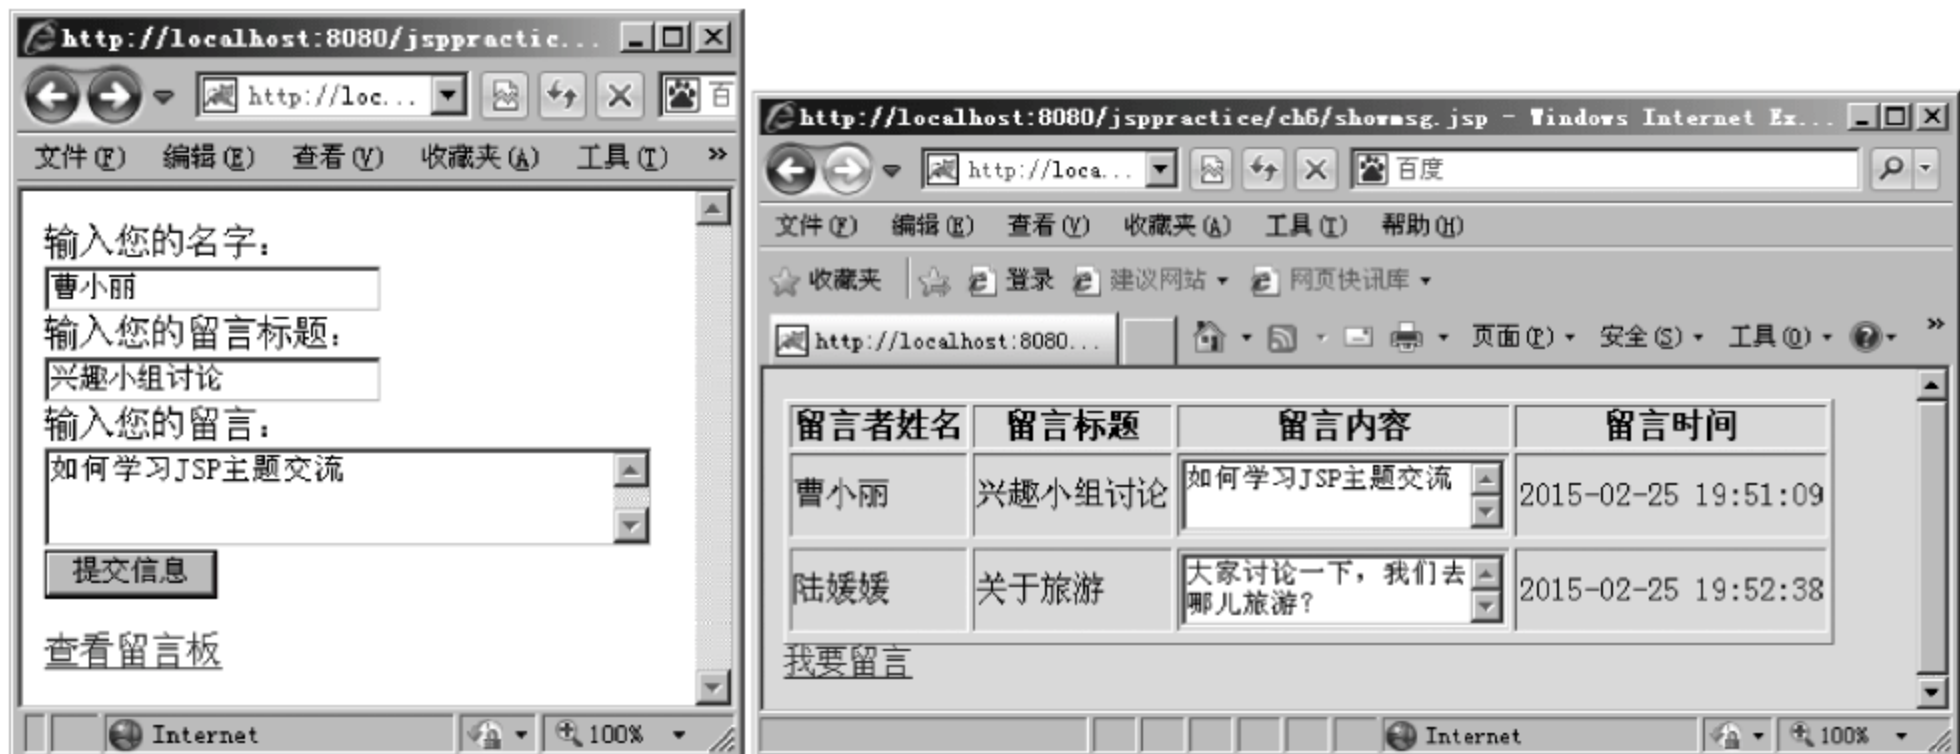 http://localhost:8080/jsppractic...
http://loc...
百
文件(F) 编辑(E) 查看(V) 收藏夹(A) 工具(T) »
输入您的名字：
曹小丽
输入您的留言标题：
兴趣小组讨论
输入您的留言：
如何学习JSP主题交流
提交信息
查看留言板
Internet 100%
http://localhost:8080/jsppractice/ch6/showmsg.jsp - Windows Internet Ex...
http://loca... 百度
文件(F) 编辑(E) 查看(V) 收藏夹(A) 工具(T) 帮助(H)
收藏夹 登录 建议网站 网页快讯库
http://localhost:8080... 页面(P) 安全(S) 工具(O) »
留言者姓名 留言标题 留言内容 留言时间
曹小丽 兴趣小组讨论 如何学习JSP主题交流 2015-02-25 19:51:09
陆媛媛 关于旅游 大家讨论一下，我们去
哪儿旅游？ 2015-02-25 19:52:38
我要留言
Internet 100%